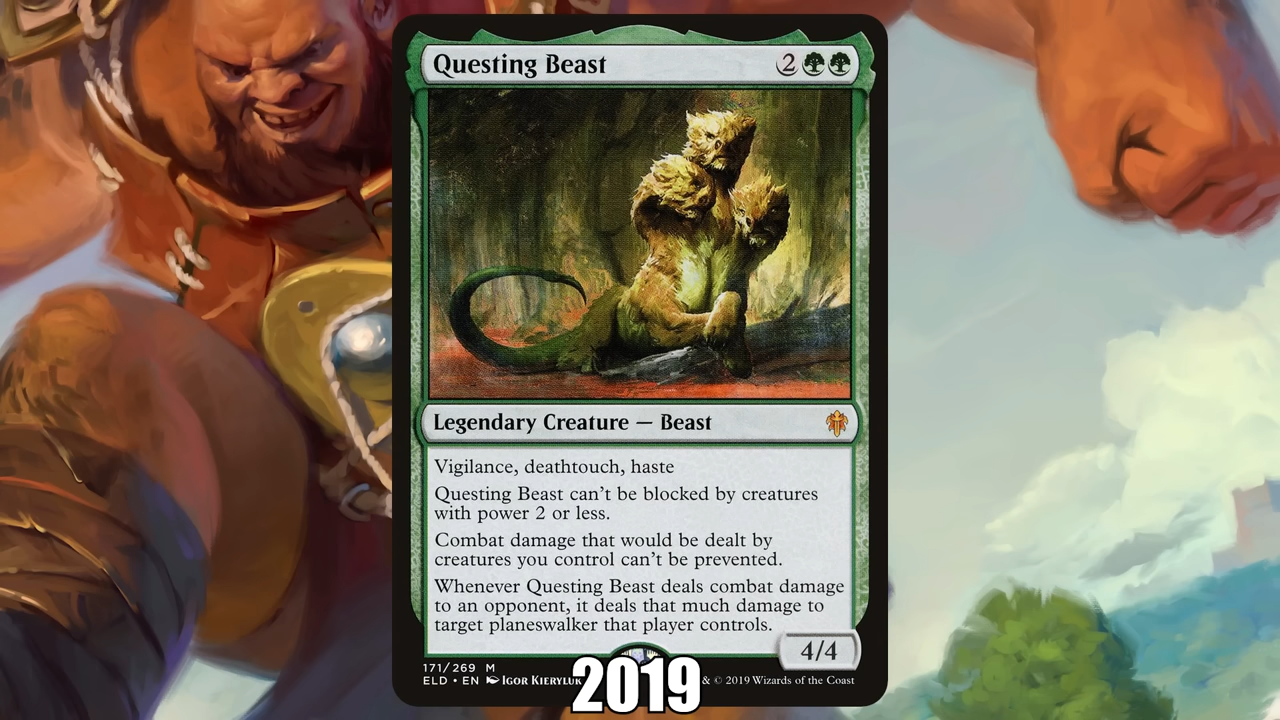 Questing Beast 2
Legendary Creature — Beast
Vigilance, deathtouch, haste
Questing Beast can't be blocked by creatures
with power 2 or less.
Combat damage that would be dealt by
creatures you control can't be prevented.
Whenever Questing Beast deals combat damage
to an opponent, it deals that much damage to
target planeswalker that player controls.
4/4
171/269 M
ELD • EN Igor Kieryluk & © 2019 Wizards of the Coast
2019